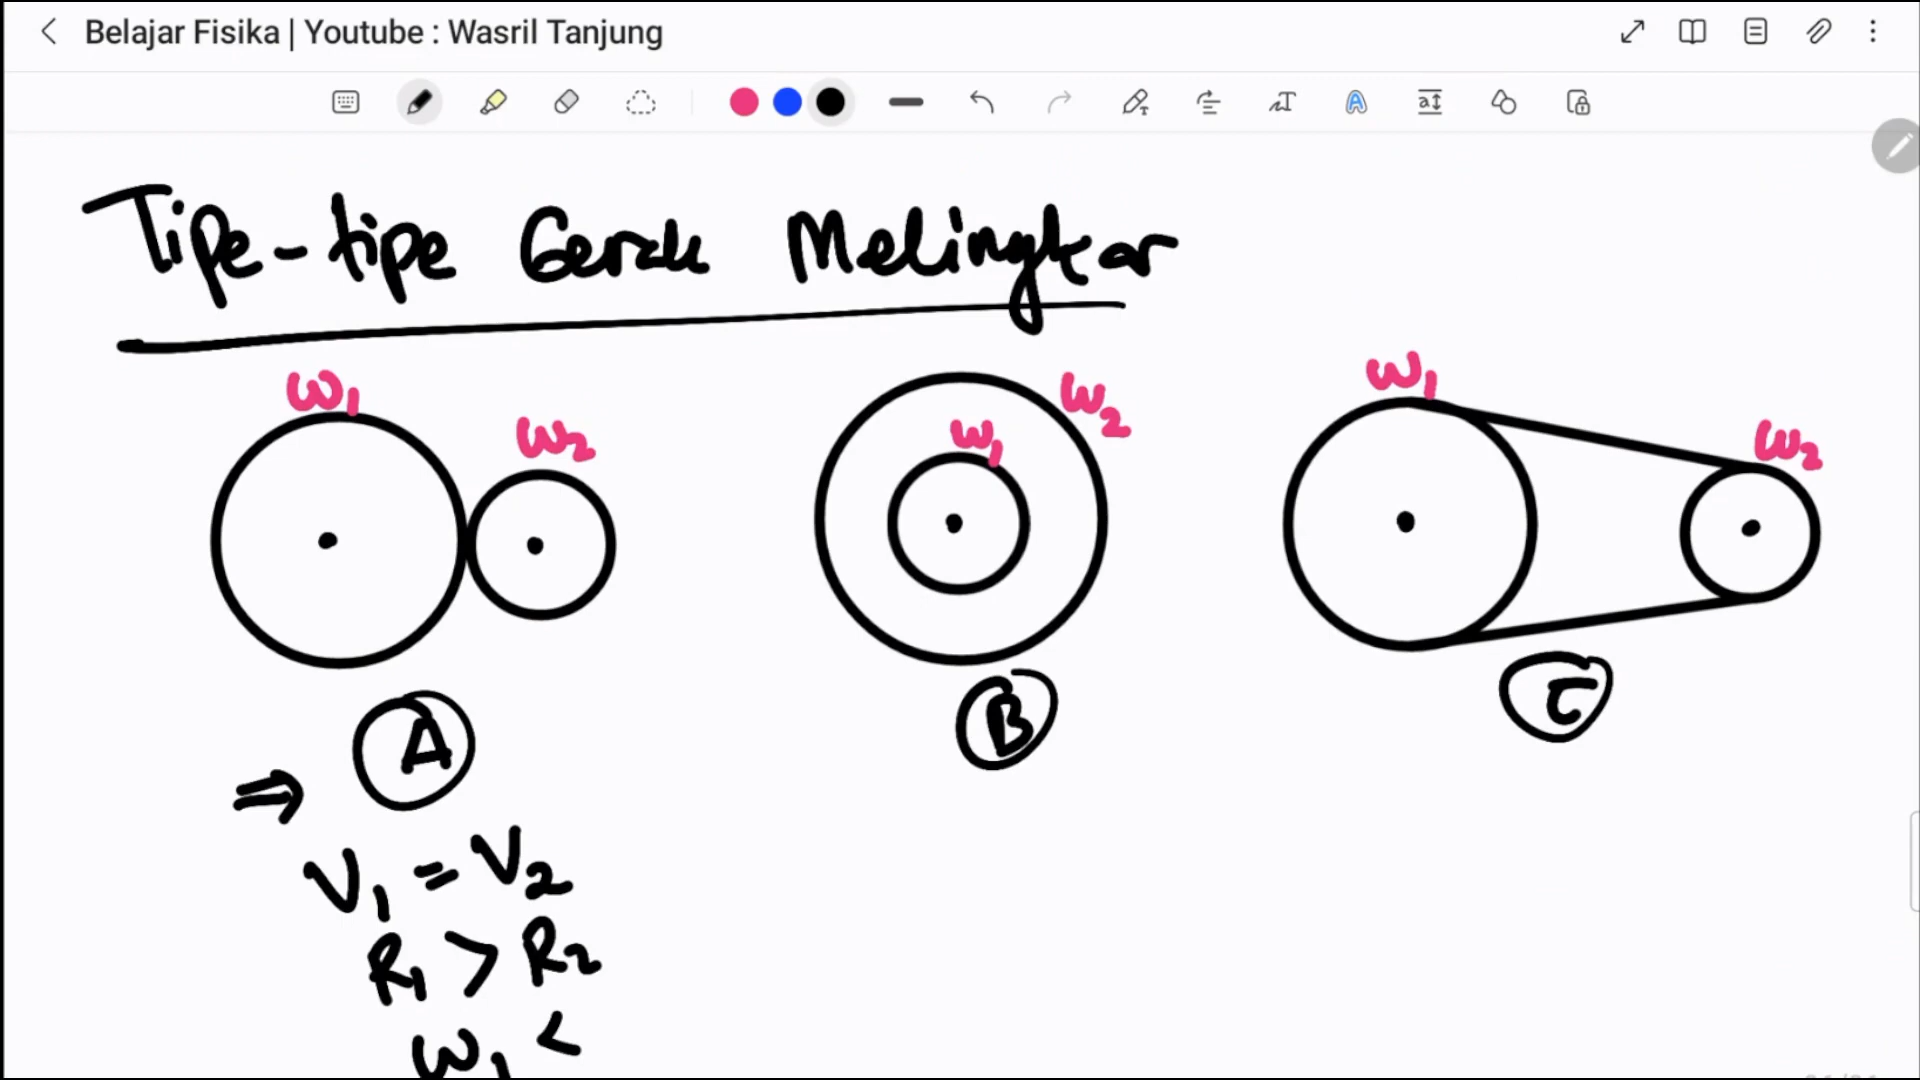 Belajar Fisika | Youtube : Wasril Tanjung
Tipe-tipe Gerak Melingkar
ω1
ω2
ω1
ω2
ω1
ω2
A
B
C
⇒
V1 = V2
R1 > R2
ω1 <